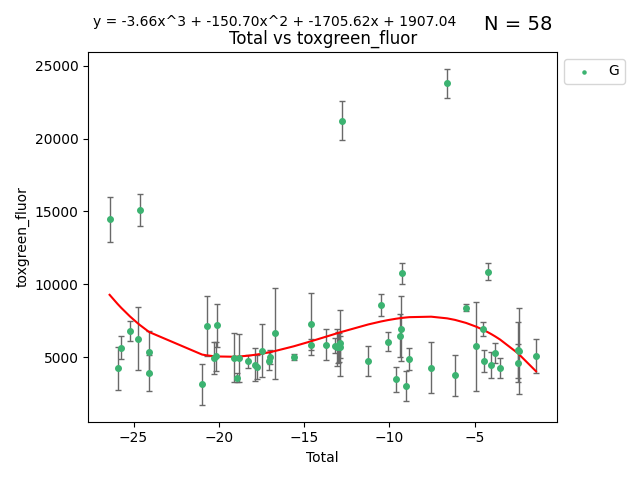 y = -3.66x^3 + -150.70x^2 + -1705.62x + 1907.04
N = 58
Total vs toxgreen_fluor
G
25000
20000
15000
10000
5000
toxgreen_fluor
−25 −20 −15 −10 −5
Total